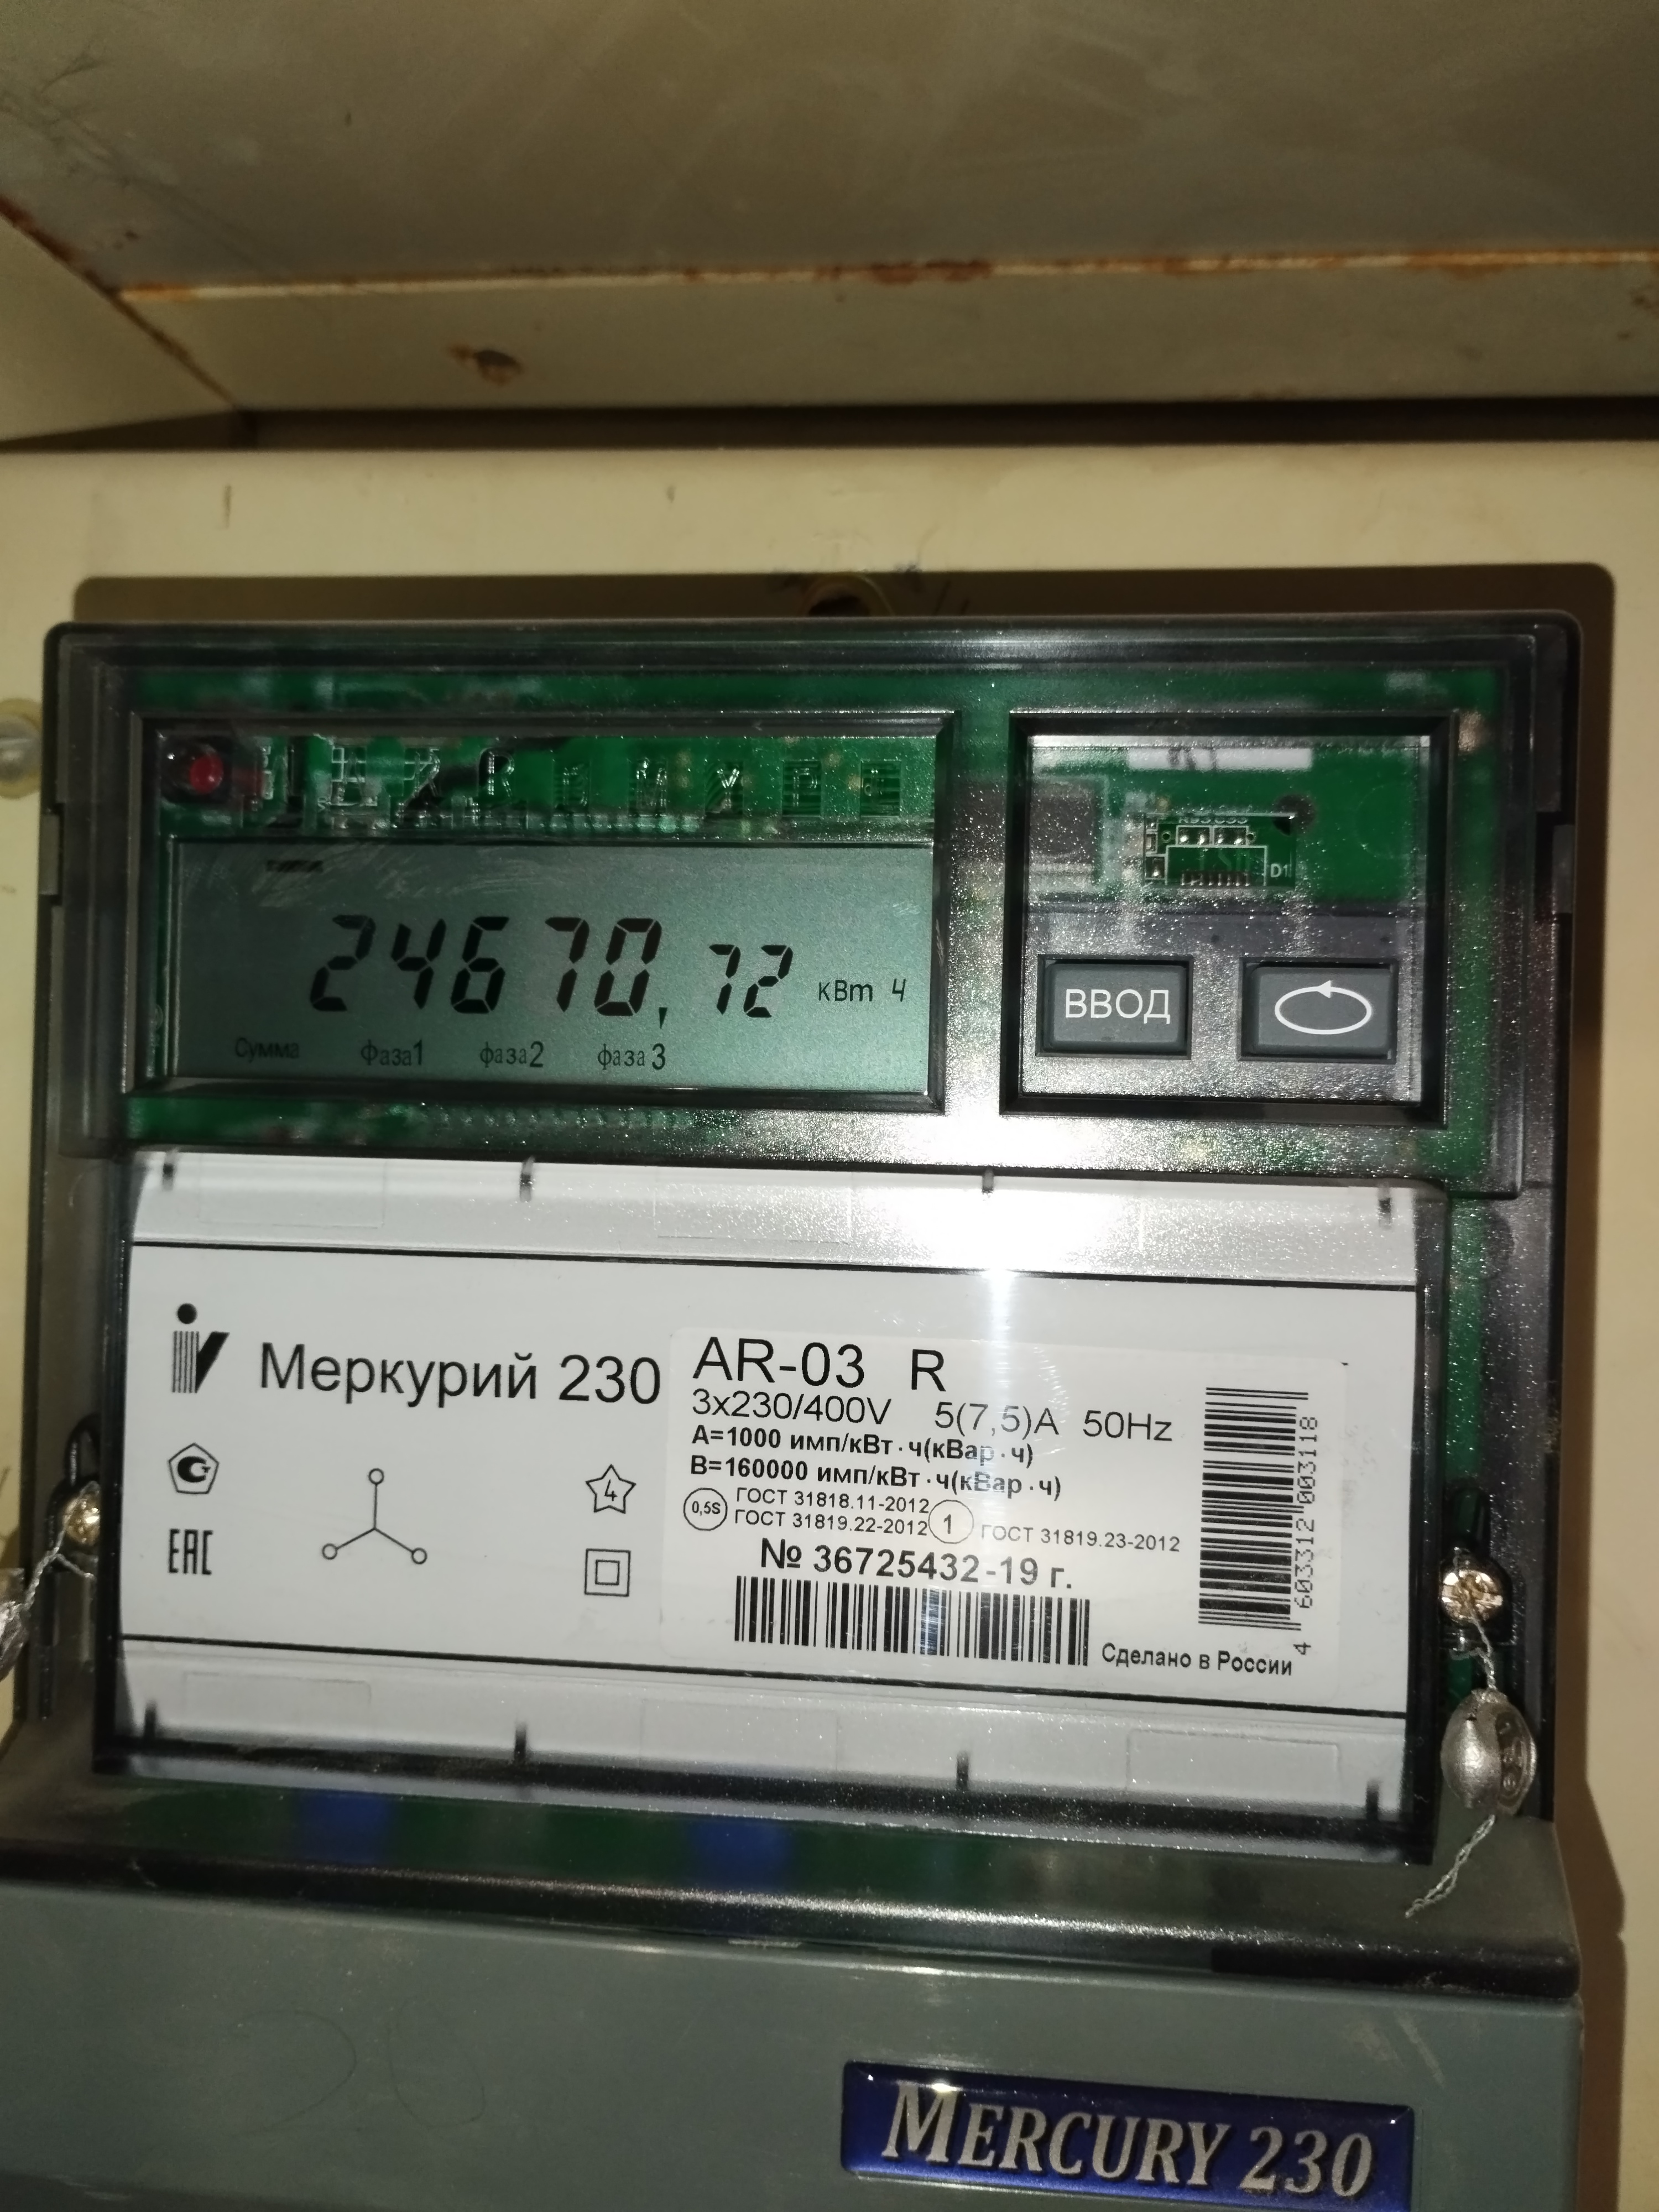 24670,72 кВт ч
Сумма фаза1 фаза2 фаза3
D1
ВВОД
Меркурий 230
AR-03 R
3x230/400V 5(7,5)A 50Hz
A=1000 имп/кВт·ч(кВар·ч)
B=160000 имп/кВт·ч(кВар·ч)
0,5S ГОСТ 31818.11-2012
ГОСТ 31819.22-2012 1 ГОСТ 31819.23-2012
№ 36725432-19 г.
Сделано в России
4 603312 003118
4
ЕАС
MERCURY 230